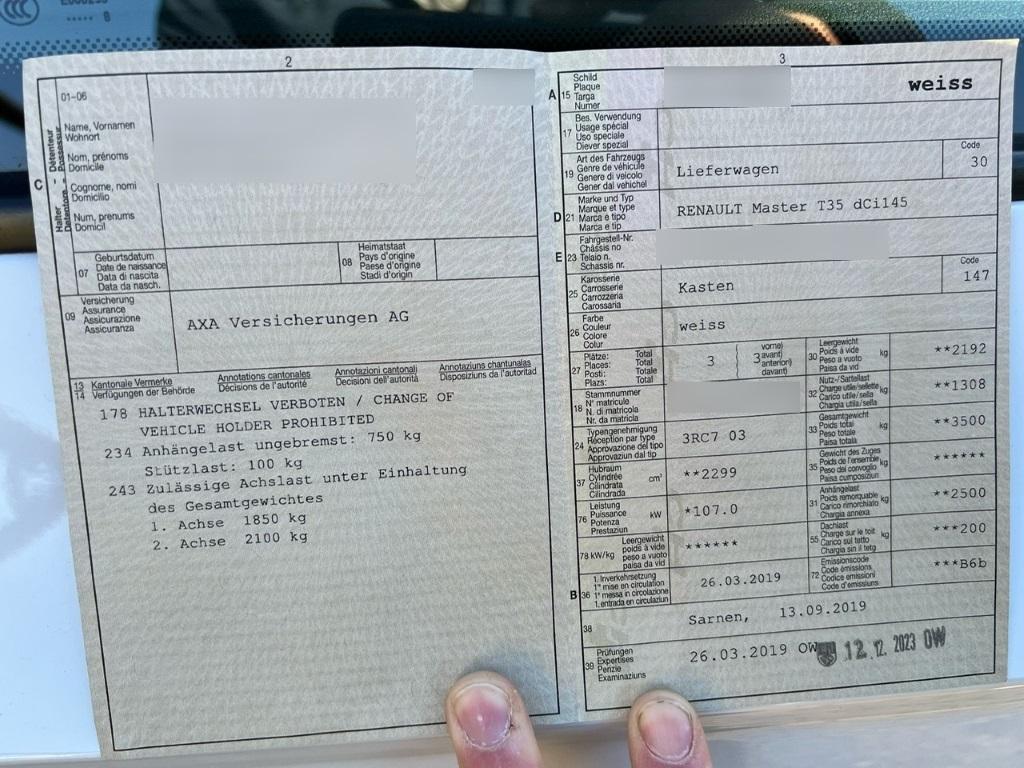 2
01-06
Halter
Détenteur
Detentore
Possessur
C
Name, Vornamen
Wohnort
Nom, prénoms
Domicile
Cognome, nomi
Domicilio
Num, prenums
Domicil
07
Geburtsdatum
Date de naissance
Data di nascita
Data da nasch.
08
Heimatstaat
Pays d'origine
Paese d'origine
Stadi d'origin
09
Versicherung
Assurance
Assicurazione
Assicuranza
AXA Versicherungen AG
13
14
Kantonale Vermerke
Verfügungen der Behörde
Annotations cantonales
Décisions de l'autorité
Annotazioni cantonali
Decisioni dell'autorità
Annotaziuns chantunalas
Disposiziuns da l'autoritad
178 HALTERWECHSEL VERBOTEN / CHANGE OF
VEHICLE HOLDER PROHIBITED
234 Anhängelast ungebremst: 750 kg
Stützlast: 100 kg
243 Zulässige Achslast unter Einhaltung
des Gesamtgewichtes
1. Achse 1850 kg
2. Achse 2100 kg
3
A 15
Schild
Plaque
Targa
Numer
weiss
17
Bes. Verwendung
Usage spécial
Uso speciale
Diever spezial
19
Art des Fahrzeugs
Genre de véhicule
Genere di veicolo
Gener dal vehichel
Lieferwagen
Code
30
D 21
Marke und Typ
Marque et type
Marca e tipo
Marca e tip
RENAULT Master T35 dCi145
E 23
Fahrgestell-Nr.
Châssis no
Telaio n.
Schassis nr.
25
Karosserie
Carrosserie
Carrozzeria
Carossaria
Kasten
Code
147
26
Farbe
Couleur
Colore
Colur
weiss
27
Plätze: Total
Places: Total
Posti: Totale
Plazs: Total
3
3
vorne)
avant)
anteriori)
davant)
30
Leergewicht
Poids à vide
Peso a vuoto
Paisa da vid
kg
**2192
18
Stammnummer
N° matricule
N. di matricola
Nr. da matricla
32
Nutz-/Sattellast
Charge utile/sellette
Carico utile/sella
Chargia utila/sella
kg
**1308
24
Typengenehmigung
Réception par type
Approvazione del tipo
Approvaziun dal tip
3RC7 03
33
Gesamtgewicht
Poids total
Peso totale
Paisa totala
kg
**3500
37
Hubraum
Cylindrée
Cilindrata
Cilindrada
cm³
**2299
35
Gewicht des Zuges
Poids de l'ensemble
Peso del convoglio
Paisa cumposiziun
kg
******
76
Leistung
Puissance
Potenza
Prestaziun
kW
*107.0
31
Anhängelast
Poids remorquable
Carico rimorchiato
Chargia annexa
kg
**2500
78 kW/kg
Leergewicht
poids à vide
peso a vuoto
paisa da vid
******
55
Dachlast
Charge sur le toit
Carico sul tetto
Chargia sin il tetg
kg
***200
B 36
1. Inverkehrsetzung
1re mise en circulation
1a messa in circolazione
1. entrada en circulaziun
26.03.2019
72
Emissionscode
Code émissions
Codice emissioni
Code d'emissiuns
***B6b
38
Sarnen, 13.09.2019
39
Prüfungen
Expertises
Perizie
Examinaziuns
26.03.2019 OW
12.12.2023 OW